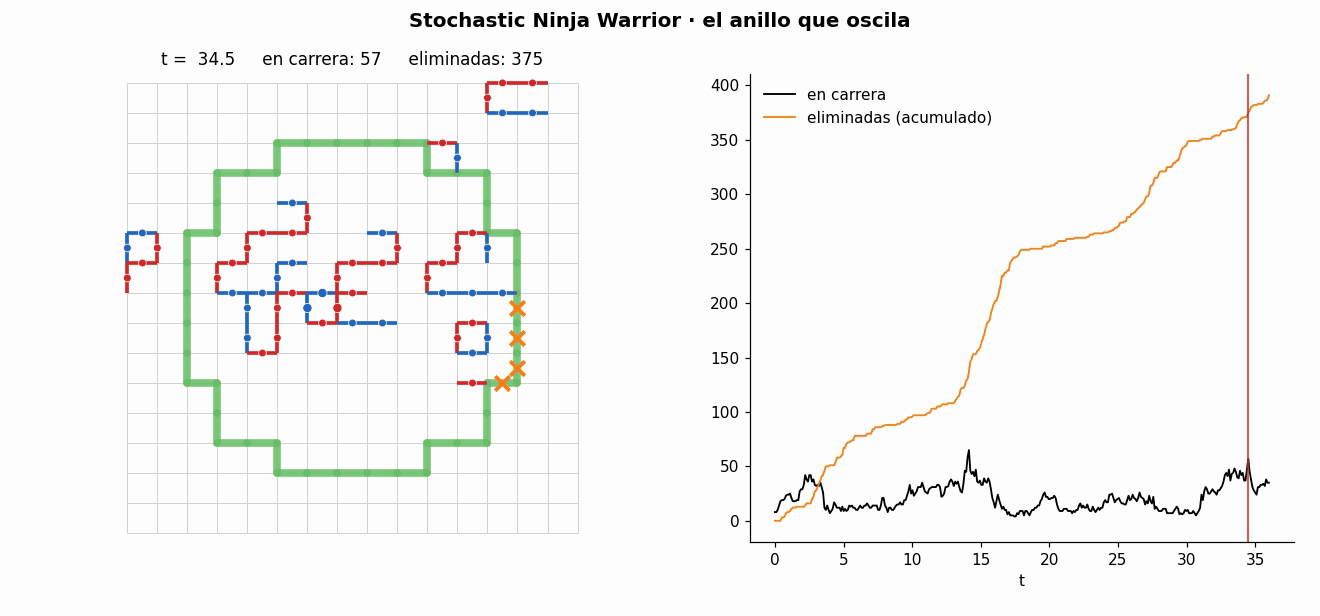 Stochastic Ninja Warrior · el anillo que oscila
t =  34.5     en carrera: 57     eliminadas: 375
en carrera
eliminadas (acumulado)
400
350
300
250
200
150
100
50
0
0 5 10 15 20 25 30 35
t